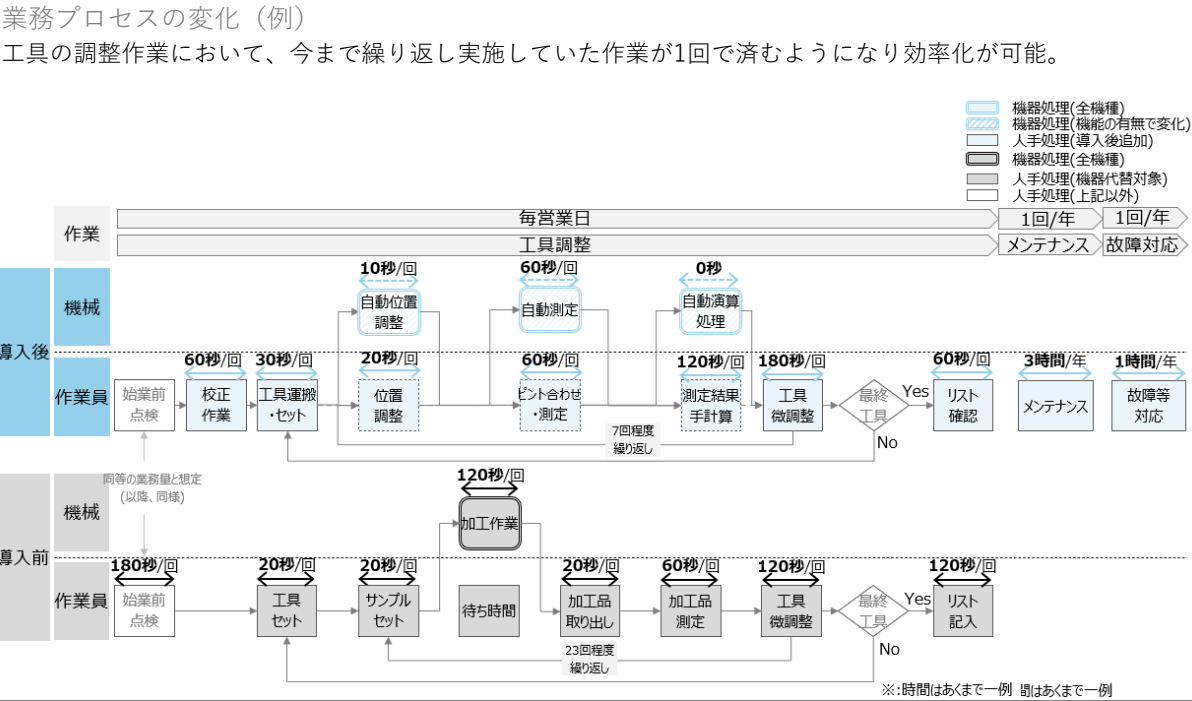 業務プロセスの変化（例）
工具の調整作業において、今まで繰り返し実施していた作業が1回で済むようになり効率化が可能。
機器処理(全機種)
機器処理(機能の有無で変化)
人手処理(導入後追加)
機器処理(全機種)
人手処理(機器代替対象)
人手処理(上記以外)
作業
毎営業日
1回/年
1回/年
工具調整
メンテナンス
故障対応
導入後
機械
10秒/回
60秒/回
0秒
自動位置
調整
自動測定
自動演算
処理
作業員
60秒/回
30秒/回
20秒/回
60秒/回
120秒/回
180秒/回
60秒/回
3時間/年
1時間/年
始業前
点検
校正
作業
工具運搬
・セット
位置
調整
ピント合わせ
・測定
測定結果
手計算
工具
微調整
最終
工具
Yes
No
リスト
確認
メンテナンス
故障等
対応
7回程度
繰り返し
同等の業務量と想定
(以降、同様)
導入前
機械
120秒/回
加工作業
作業員
180秒/回
20秒/回
20秒/回
20秒/回
60秒/回
120秒/回
120秒/回
始業前
点検
工具
セット
サンプル
セット
待ち時間
加工品
取り出し
加工品
測定
工具
微調整
最終
工具
Yes
No
リスト
記入
23回程度
繰り返し
※:時間はあくまで一例
間はあくまで一例